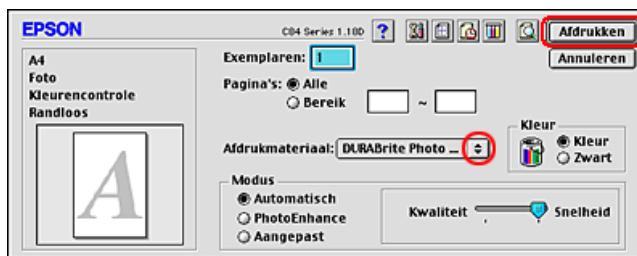 EPSON
C84 Series 1.10D
?
Afdrukken
A4
Foto
Kleurencontrole
Randloos
A
Exemplaren: 1
Annuleren
Pagina's: Alle
Bereik ~
Afdrukmateriaal: DURABrite Photo ...
Kleur
Kleur
Zwart
Modus
Automatisch
PhotoEnhance
Aangepast
Kwaliteit Snelheid